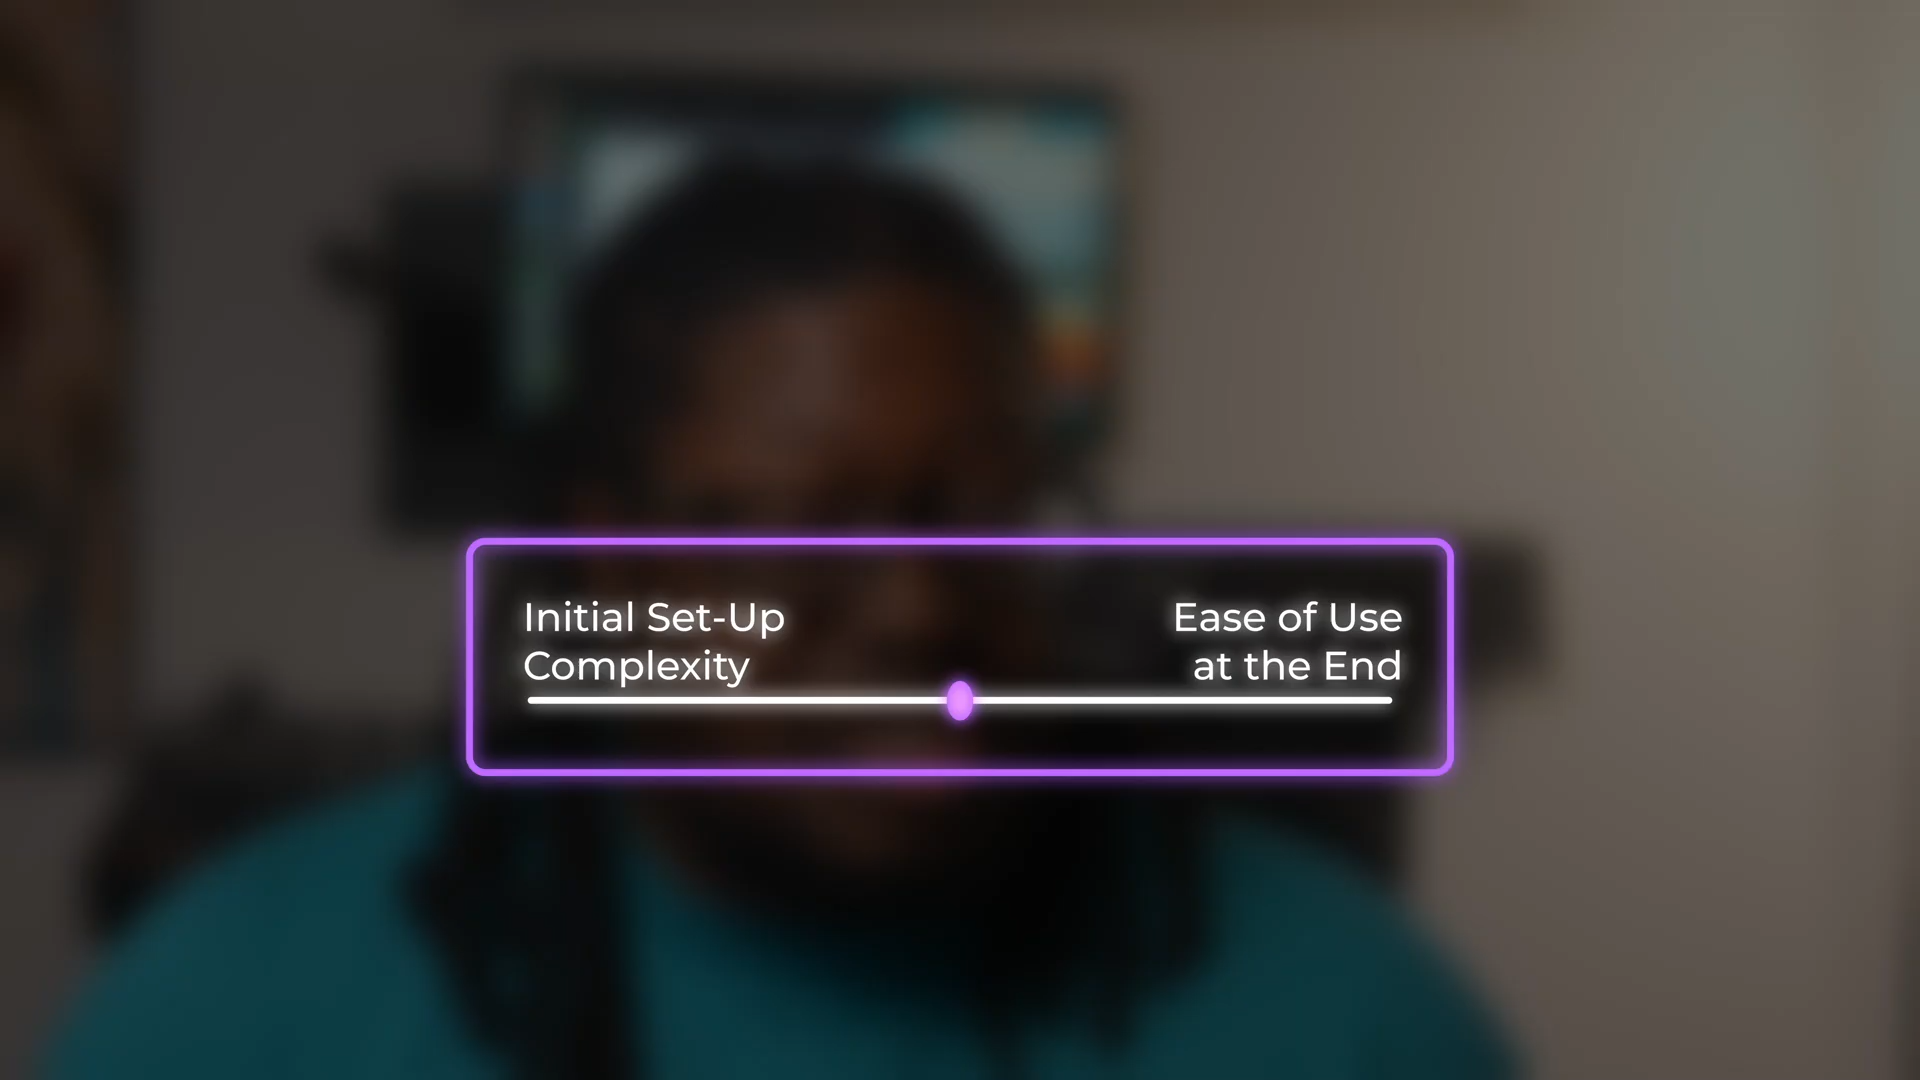 Initial Set-Up
Complexity
Ease of Use
at the End